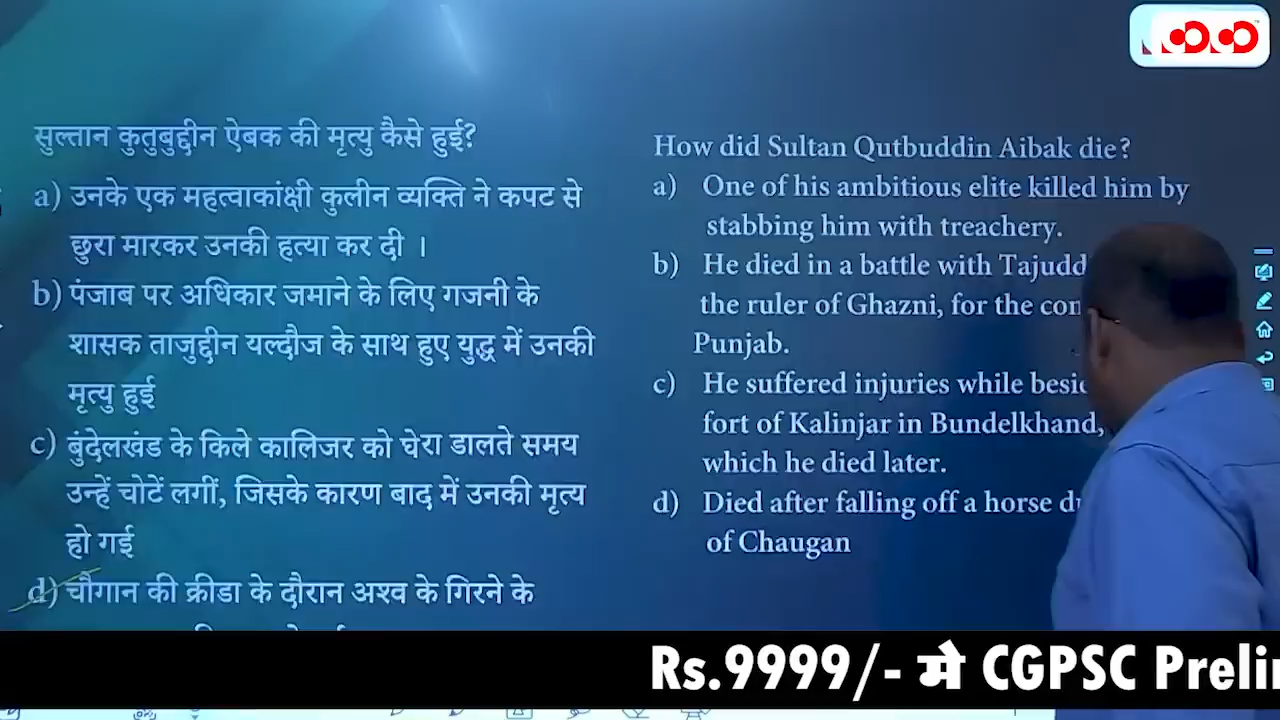 सुल्तान कुतुबुद्दीन ऐबक की मृत्यु कैसे हुई?
a) उनके एक महत्वाकांक्षी कुलीन व्यक्ति ने कपट से
छुरा मारकर उनकी हत्या कर दी ।
b) पंजाब पर अधिकार जमाने के लिए गजनी के
शासक ताजुद्दीन यल्दौज के साथ हुए युद्ध में उनकी
मृत्यु हुई
c) बुंदेलखंड के किले कालिजर को घेरा डालते समय
उन्हें चोटें लगीं, जिसके कारण बाद में उनकी मृत्य
हो गई
d) चौगान की क्रीडा के दौरान अश्व के गिरने के
How did Sultan Qutbuddin Aibak die?
a) One of his ambitious elite killed him by
stabbing him with treachery.
b) He died in a battle with Tajudd
the ruler of Ghazni, for the con
Punjab.
c) He suffered injuries while besie
fort of Kalinjar in Bundelkhand,
which he died later.
d) Died after falling off a horse du
of Chaugan
Rs.9999/- मे CGPSC Prelin